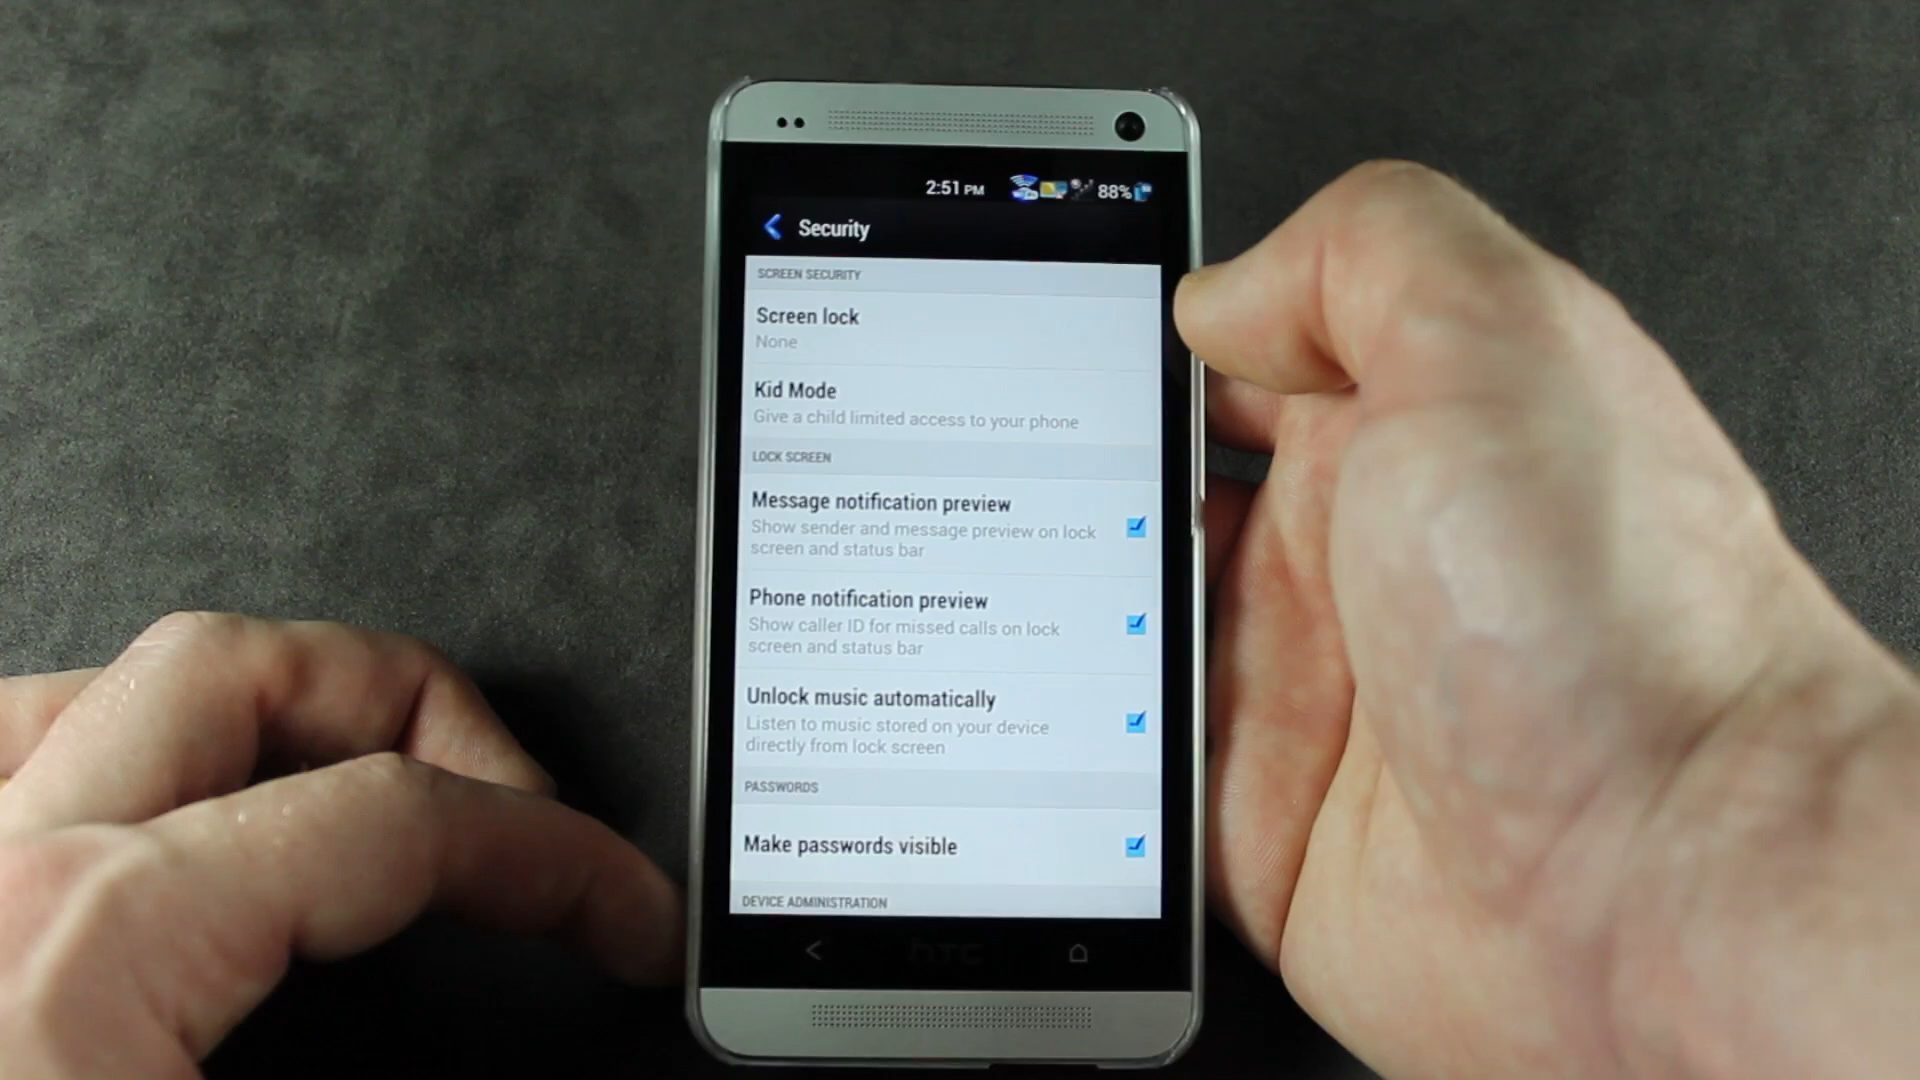 2:51 PM
88%
Security
SCREEN SECURITY
Screen lock
None
Kid Mode
Give a child limited access to your phone
LOCK SCREEN
Message notification preview
Show sender and message preview on lock
screen and status bar
Phone notification preview
Show caller ID for missed calls on lock
screen and status bar
Unlock music automatically
Listen to music stored on your device
directly from lock screen
PASSWORDS
Make passwords visible
DEVICE ADMINISTRATION
hTC